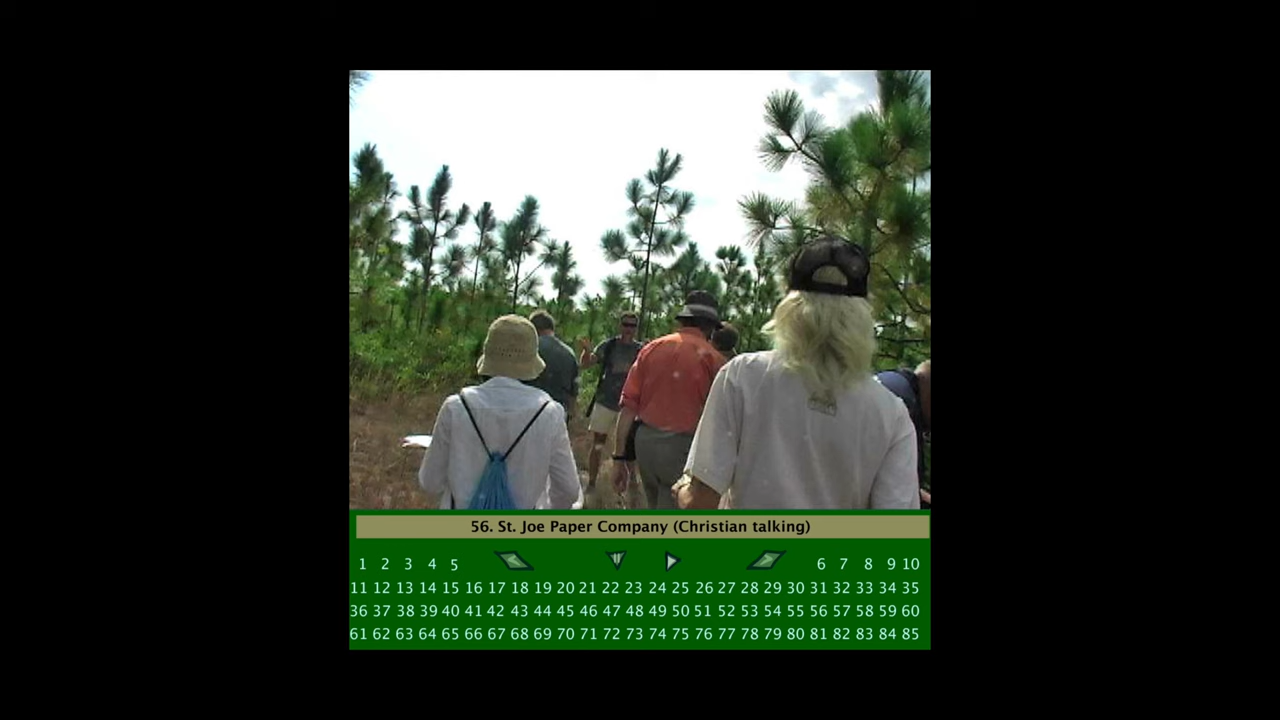 56. St. Joe Paper Company (Christian talking)
1 2 3 4 5 6 7 8 9 10
11 12 13 14 15 16 17 18 19 20 21 22 23 24 25 26 27 28 29 30 31 32 33 34 35
36 37 38 39 40 41 42 43 44 45 46 47 48 49 50 51 52 53 54 55 56 57 58 59 60
61 62 63 64 65 66 67 68 69 70 71 72 73 74 75 76 77 78 79 80 81 82 83 84 85